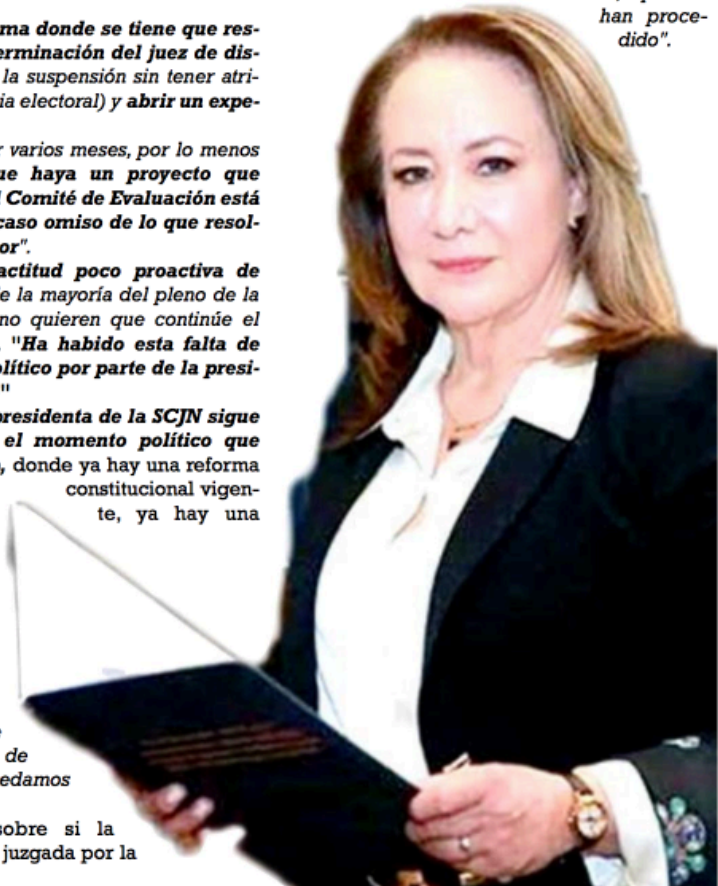 ma donde se tiene que res-
erminación del juez de dis-
la suspensión sin tener atri-
ia electoral) y abrir un expe-
r varios meses, por lo menos
ue haya un proyecto que
l Comité de Evaluación está
caso omiso de lo que resol-
or".
actitud poco proactiva de
e la mayoría del pleno de la
no quieren que continúe el
. "Ha habido esta falta de
olítico por parte de la presi-
"
presidenta de la SCJN sigue
el momento político que
, donde ya hay una reforma
constitucional vigen-
te, ya hay una
de
edamos
sobre si la
juzgada por la
han proce-
dido".